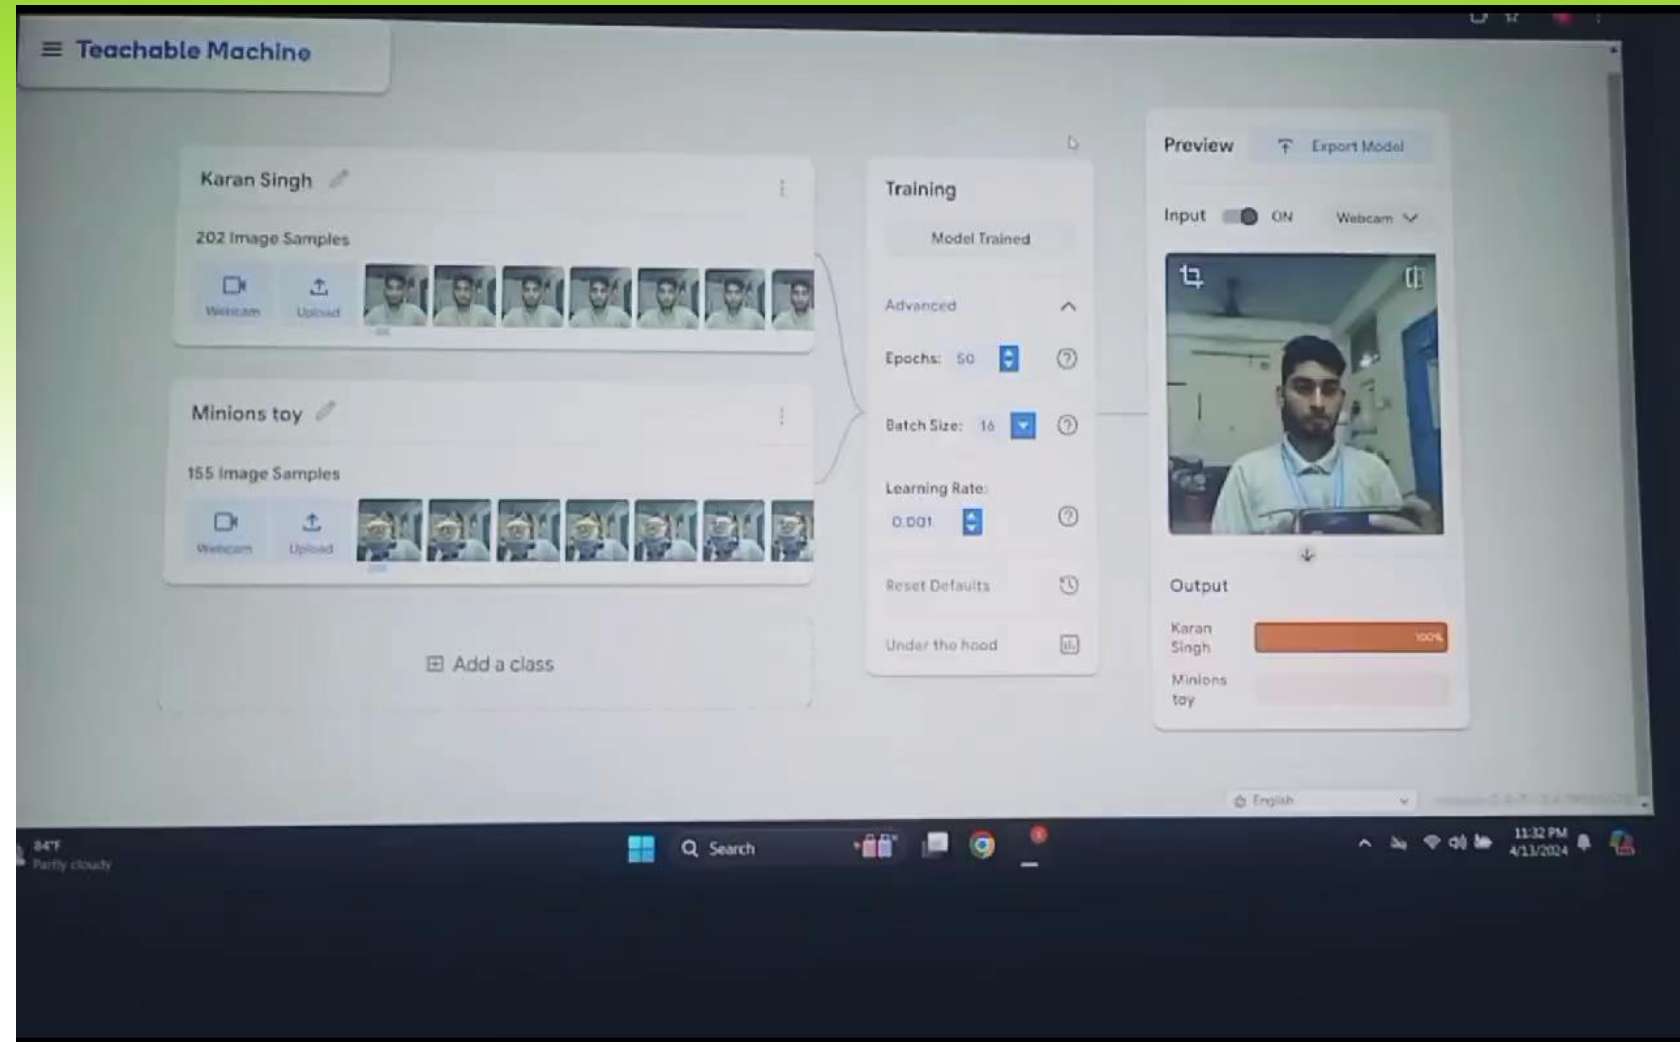 Teachable Machine
Karan Singh
202 Image Samples
Webcam
Upload
Minions toy
155 Image Samples
Webcam
Upload
Add a class
Training
Model Trained
Advanced
Epochs: 50
Batch Size: 16
Learning Rate:
0.001
Reset Defaults
Under the hood
Preview
Export Model
Input ON Webcam
Output
Karan
Singh
100%
Minions
toy
English
84°F
Partly cloudy
Search
11:32 PM
4/13/2024